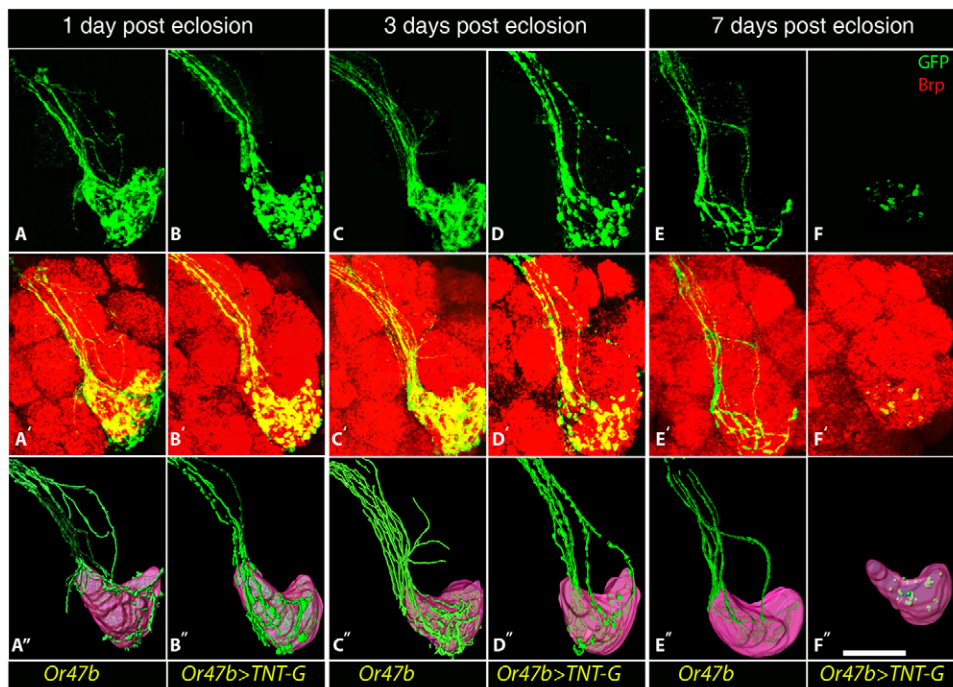 1 day post eclosion 3 days post eclosion 7 days post eclosion
GFP
Brp
A B C D E F
A′ B′ C′ D′ E′ F′
A″ B″ C″ D″ E″ F″
Or47b Or47b>TNT-G Or47b Or47b>TNT-G Or47b Or47b>TNT-G